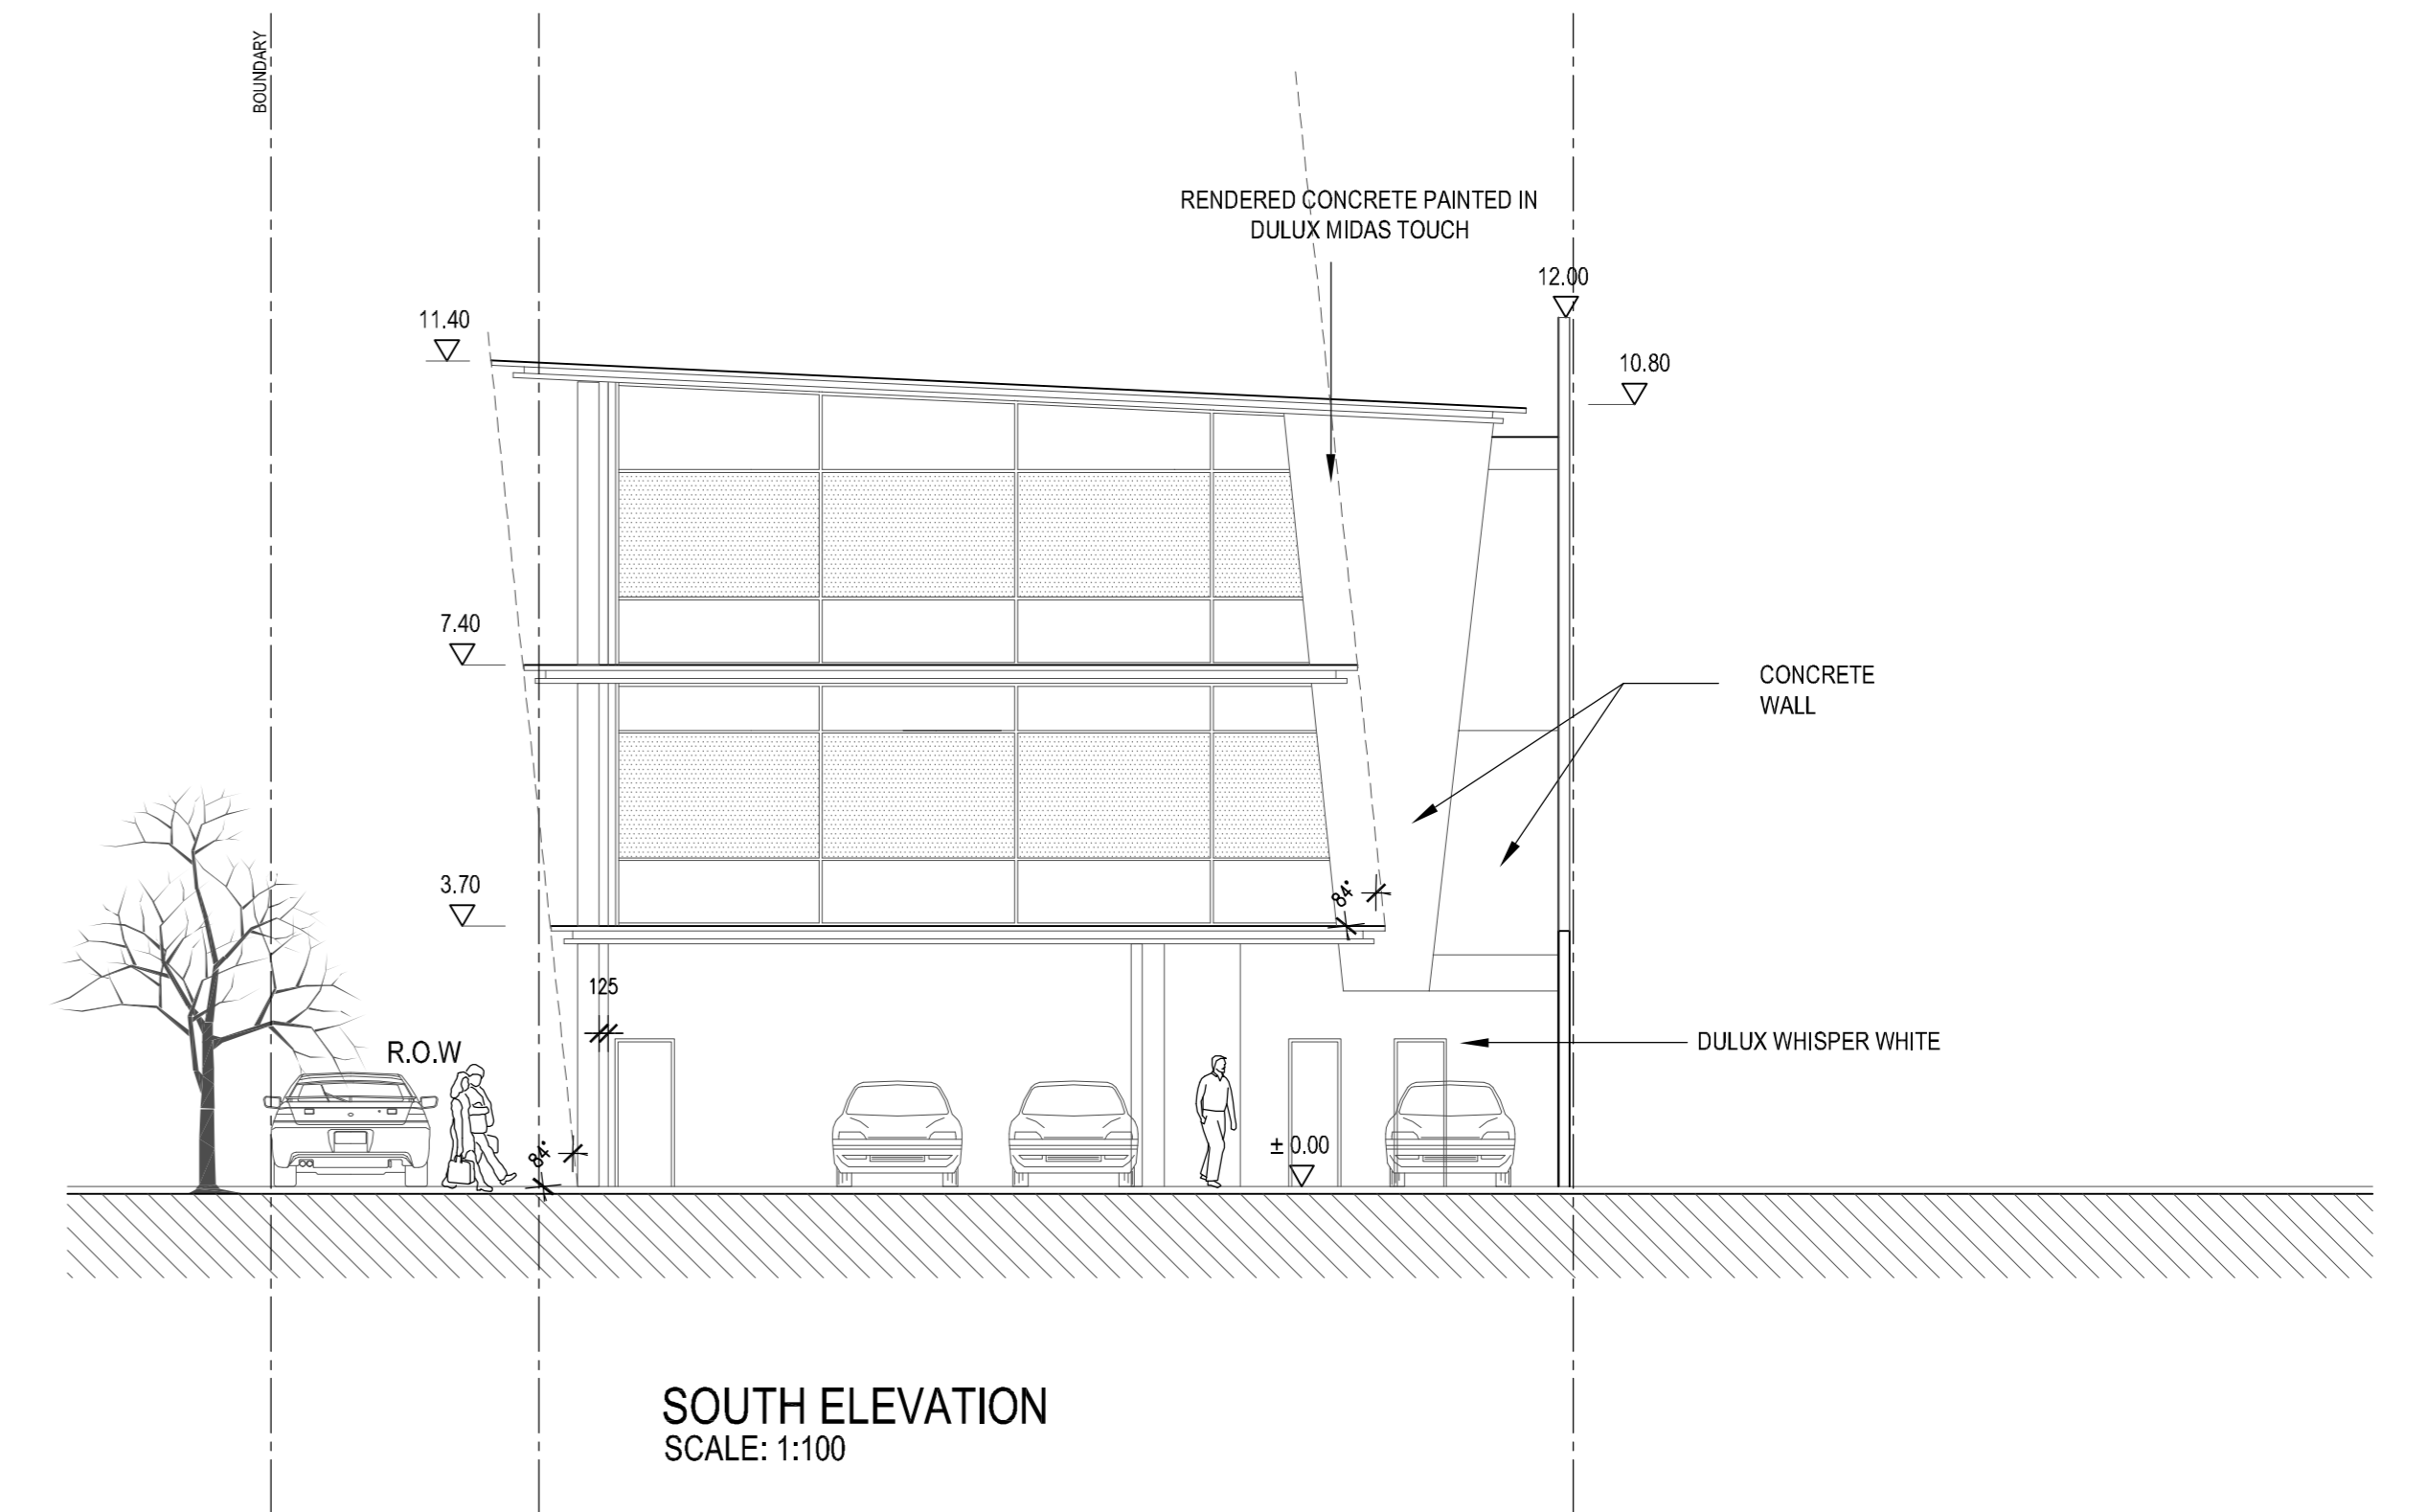 BOUNDARY
RENDERED CONCRETE PAINTED IN
DULUX MIDAS TOUCH
12.00
11.40
10.80
7.40
CONCRETE
WALL
3.70
84°
125
R.O.W
DULUX WHISPER WHITE
84°
± 0.00
SOUTH ELEVATION
SCALE: 1:100